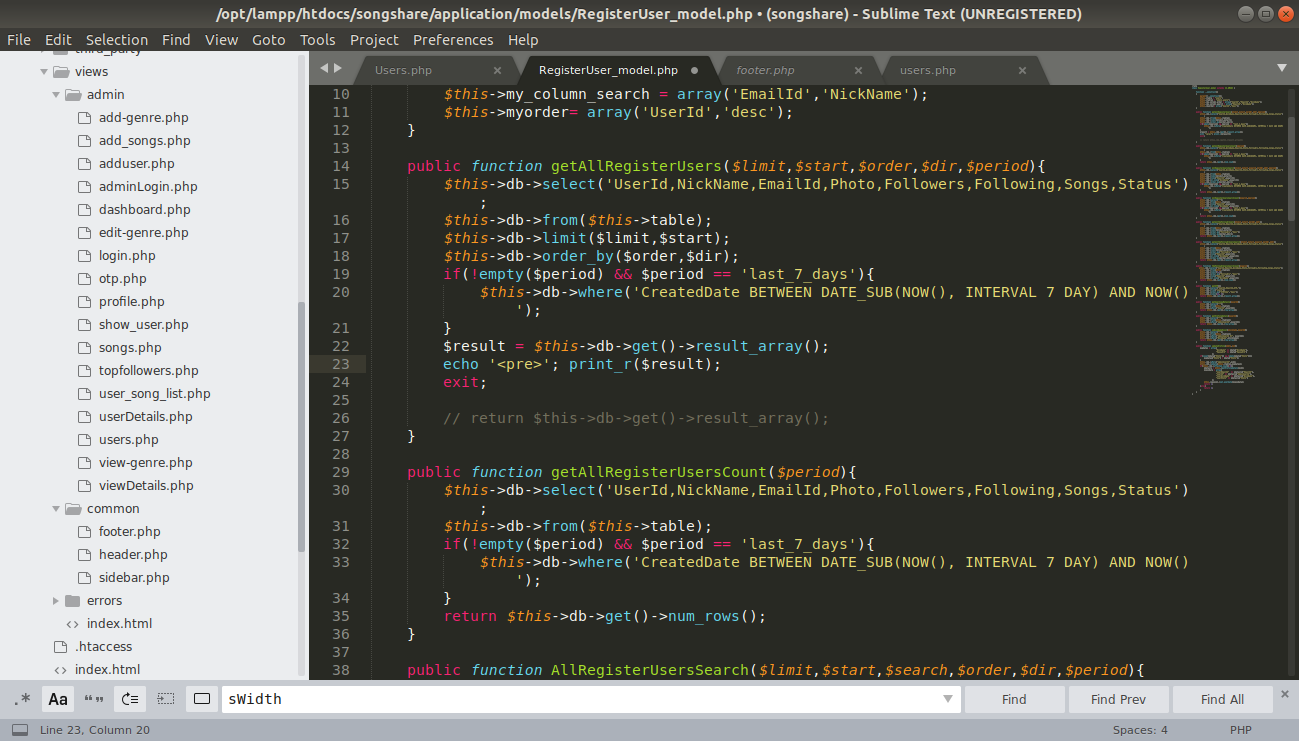 /opt/lampp/htdocs/songshare/application/models/RegisterUser_model.php • (songshare) - Sublime Text (UNREGISTERED)
File Edit Selection Find View Goto Tools Project Preferences Help
third_party
views
admin
add-genre.php
add_songs.php
adduser.php
adminLogin.php
dashboard.php
edit-genre.php
login.php
otp.php
profile.php
show_user.php
songs.php
topfollowers.php
user_song_list.php
userDetails.php
users.php
view-genre.php
viewDetails.php
common
footer.php
header.php
sidebar.php
errors
<> index.html
.htaccess
<> index.html
Users.php × RegisterUser_model.php • footer.php × users.php ×
10 $this->my_column_search = array('EmailId','NickName');
11 $this->myorder= array('UserId','desc');
12 }
13
14 public function getAllRegisterUsers($limit,$start,$order,$dir,$period){
15 $this->db->select('UserId,NickName,EmailId,Photo,Followers,Following,Songs,Status')
;
16 $this->db->from($this->table);
17 $this->db->limit($limit,$start);
18 $this->db->order_by($order,$dir);
19 if(!empty($period) && $period == 'last_7_days'){
20 $this->db->where('CreatedDate BETWEEN DATE_SUB(NOW(), INTERVAL 7 DAY) AND NOW()
');
21 }
22 $result = $this->db->get()->result_array();
23 echo '<pre>'; print_r($result);
24 exit;
25
26 // return $this->db->get()->result_array();
27 }
28
29 public function getAllRegisterUsersCount($period){
30 $this->db->select('UserId,NickName,EmailId,Photo,Followers,Following,Songs,Status')
;
31 $this->db->from($this->table);
32 if(!empty($period) && $period == 'last_7_days'){
33 $this->db->where('CreatedDate BETWEEN DATE_SUB(NOW(), INTERVAL 7 DAY) AND NOW()
');
34 }
35 return $this->db->get()->num_rows();
36 }
37
38 public function AllRegisterUsersSearch($limit,$start,$search,$order,$dir,$period){
.* Aa “” sWidth Find Find Prev Find All ×
Line 23, Column 20 Spaces: 4 PHP